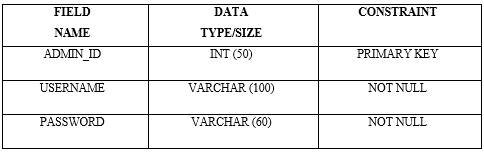 FIELD NAME DATA TYPE/SIZE CONSTRAINT
ADMIN_ID INT (50) PRIMARY KEY
USERNAME VARCHAR (100) NOT NULL
PASSWORD VARCHAR (60) NOT NULL